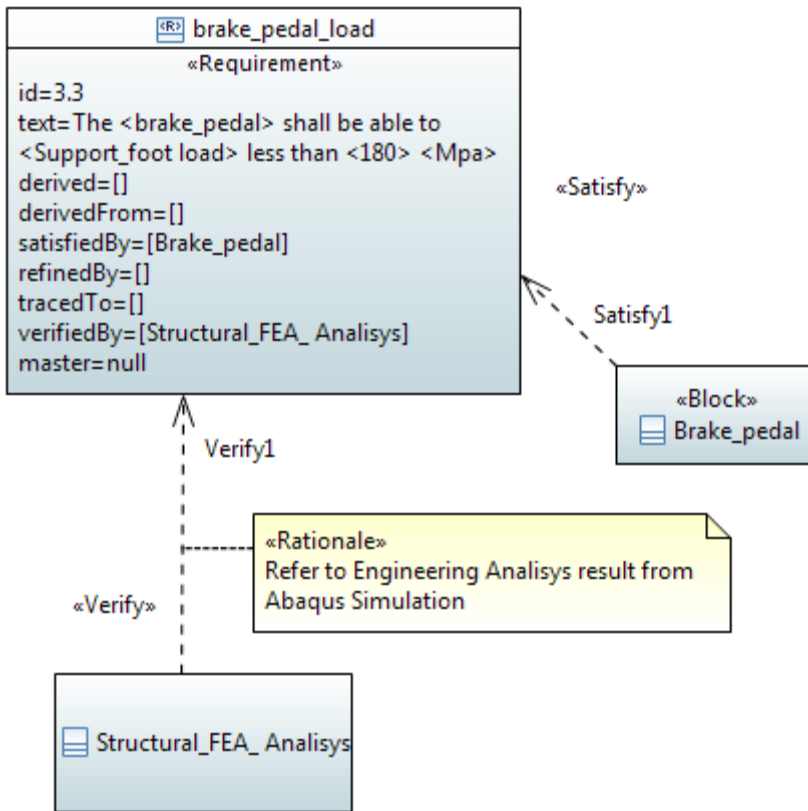 <R> brake_pedal_load
«Requirement»
id=3.3
text=The <brake_pedal> shall be able to
<Support_foot load> less than <180> <Mpa>
derived=[]
derivedFrom=[]
satisfiedBy=[Brake_pedal]
refinedBy=[]
tracedTo=[]
verifiedBy=[Structural_FEA_ Analisys]
master=null
«Satisfy»
Satisfy1
«Block»
Brake_pedal
Verify1
«Rationale»
Refer to Engineering Analisys result from
Abaqus Simulation
«Verify»
Structural_FEA_ Analisys